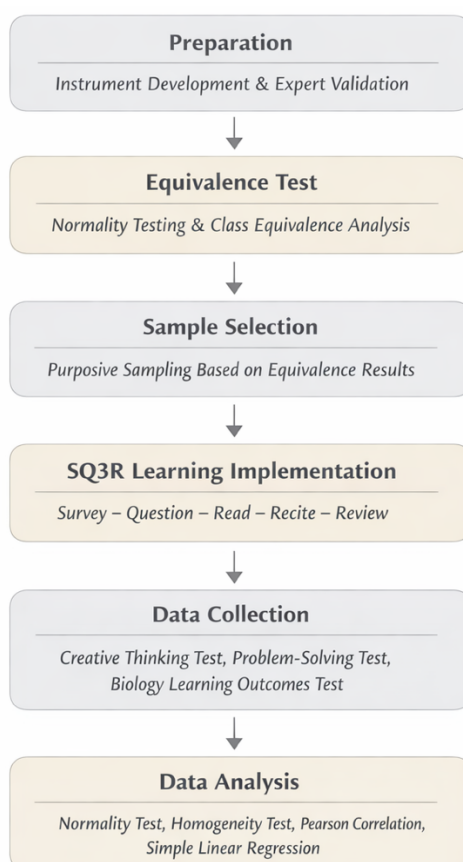 Preparation
Instrument Development & Expert Validation
Equivalence Test
Normality Testing & Class Equivalence Analysis
Sample Selection
Purposive Sampling Based on Equivalence Results
SQ3R Learning Implementation
Survey – Question – Read – Recite – Review
Data Collection
Creative Thinking Test, Problem-Solving Test,
Biology Learning Outcomes Test
Data Analysis
Normality Test, Homogeneity Test, Pearson Correlation,
Simple Linear Regression